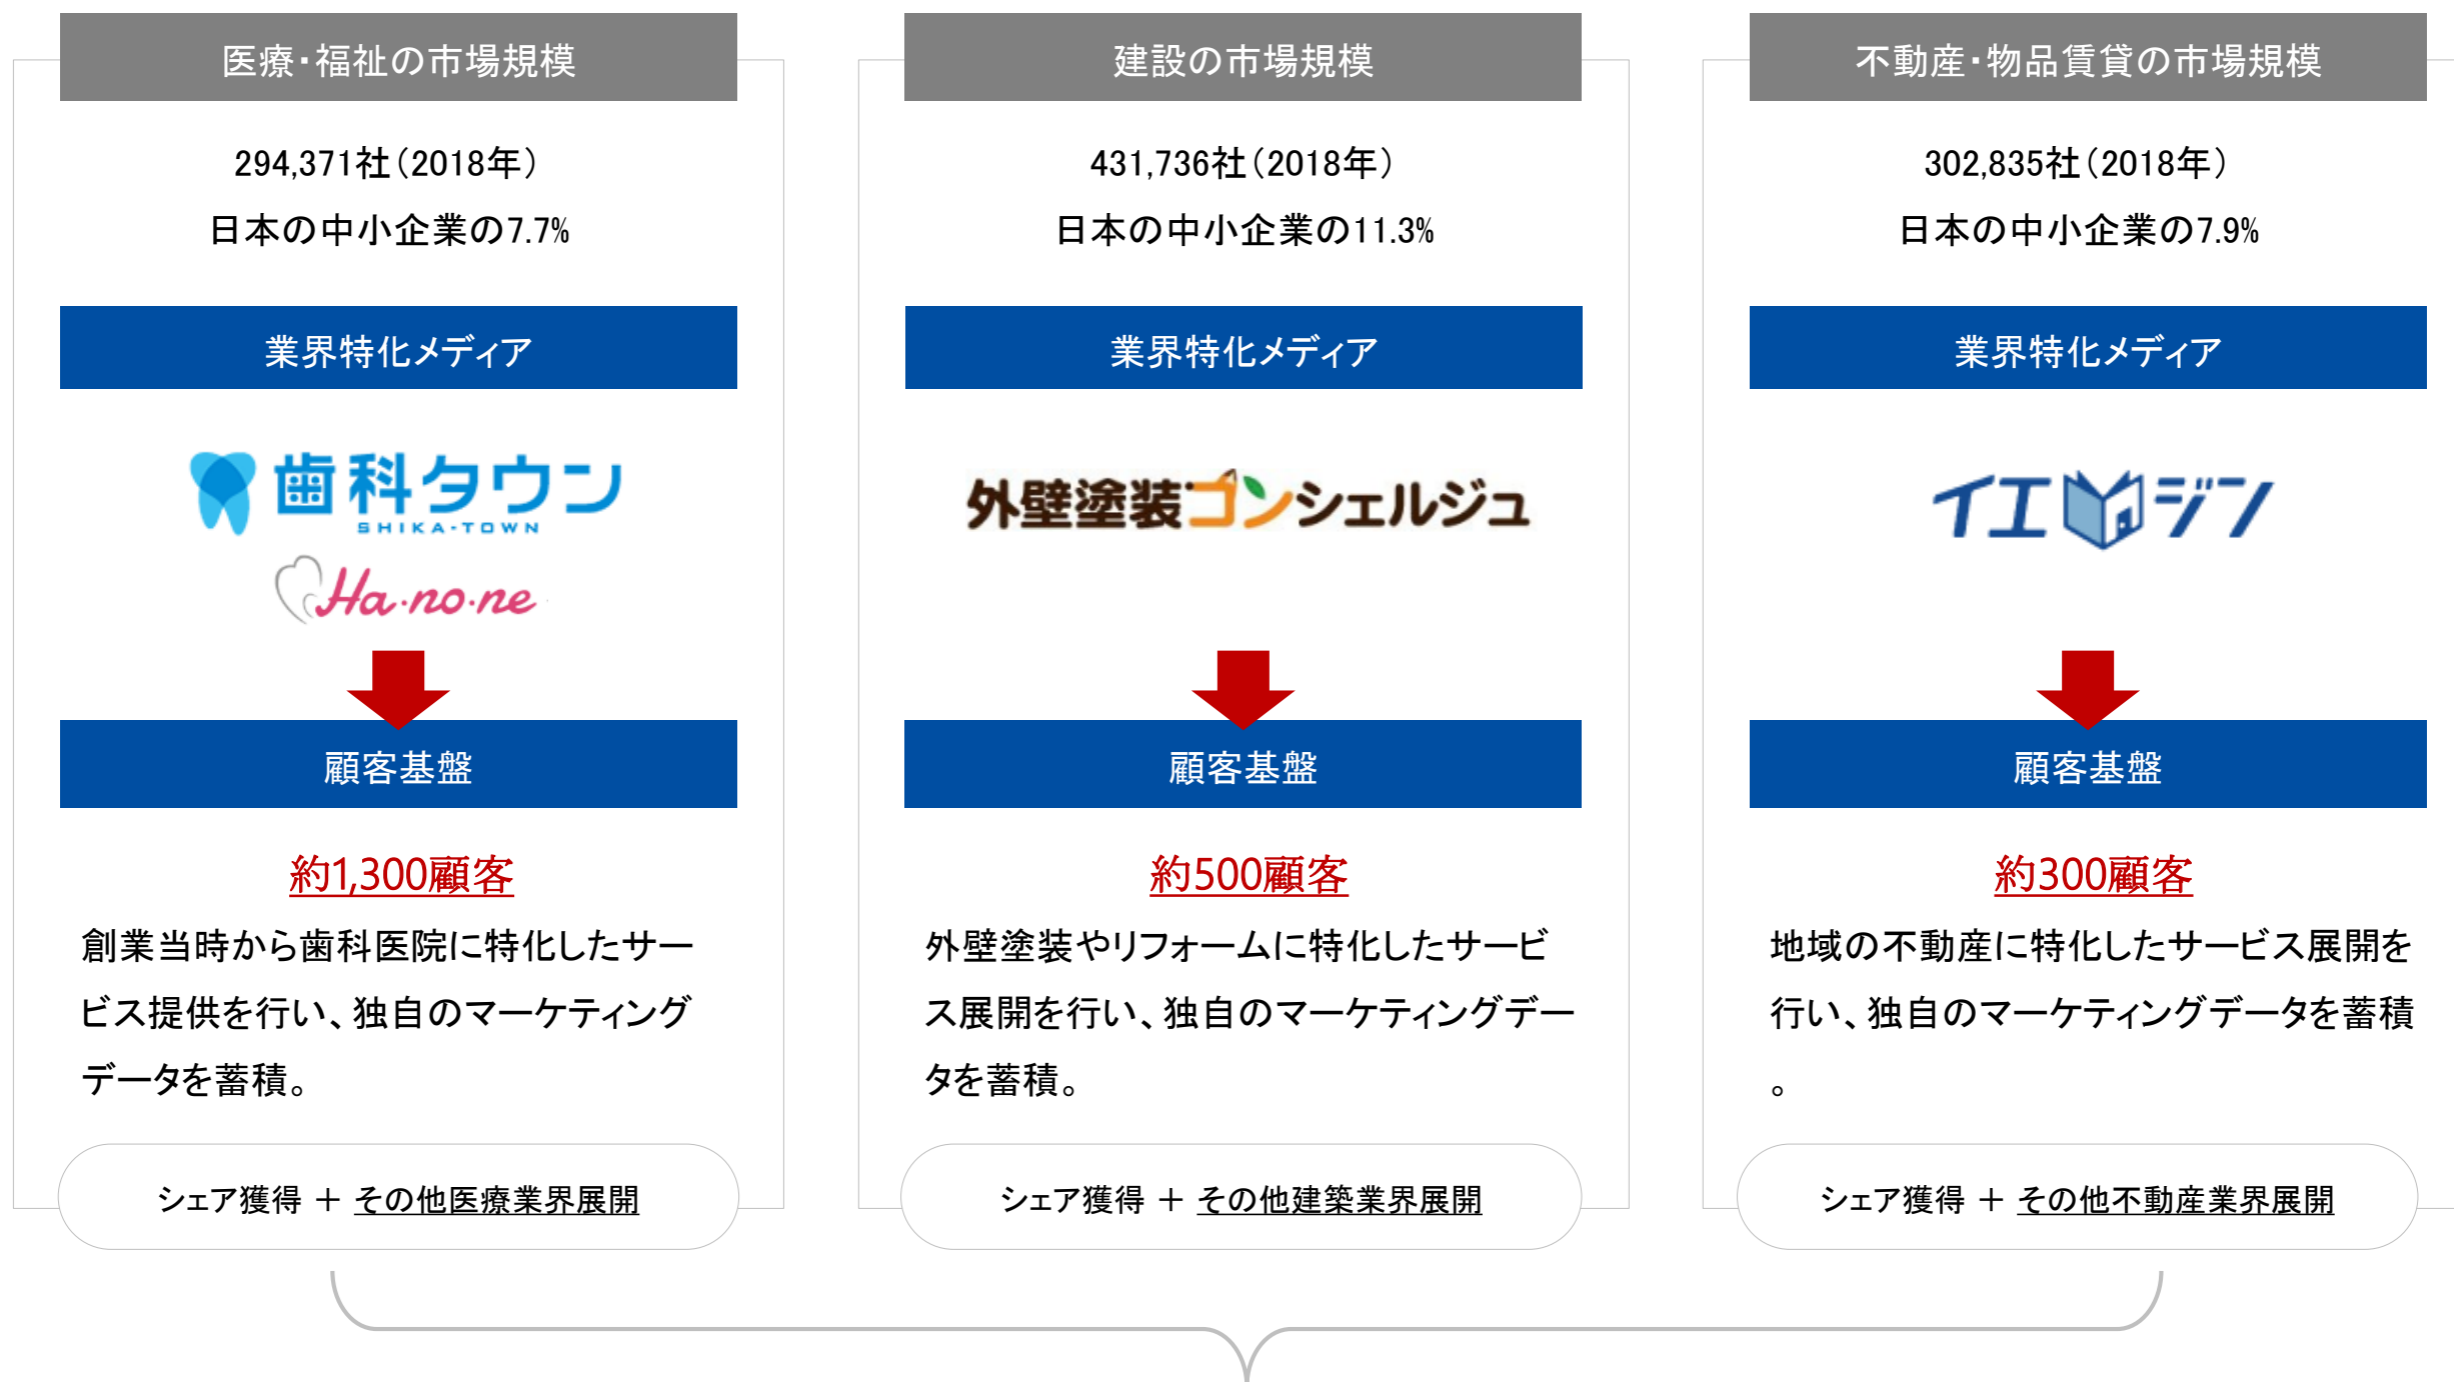 医療・福祉の市場規模
294,371社（2018年）
日本の中小企業の7.7%
業界特化メディア
歯科タウン
SHIKA-TOWN
Ha・no・ne
顧客基盤
約1,300顧客
創業当時から歯科医院に特化したサー
ビス提供を行い、独自のマーケティング
データを蓄積。
シェア獲得 ＋ その他医療業界展開
建設の市場規模
431,736社（2018年）
日本の中小企業の11.3%
業界特化メディア
外壁塗装コンシェルジュ
顧客基盤
約500顧客
外壁塗装やリフォームに特化したサービ
ス展開を行い、独自のマーケティングデー
タを蓄積。
シェア獲得 ＋ その他建築業界展開
不動産・物品賃貸の市場規模
302,835社（2018年）
日本の中小企業の7.9%
業界特化メディア
イエジン
顧客基盤
約300顧客
地域の不動産に特化したサービス展開を
行い、独自のマーケティングデータを蓄積
。
シェア獲得 ＋ その他不動産業界展開